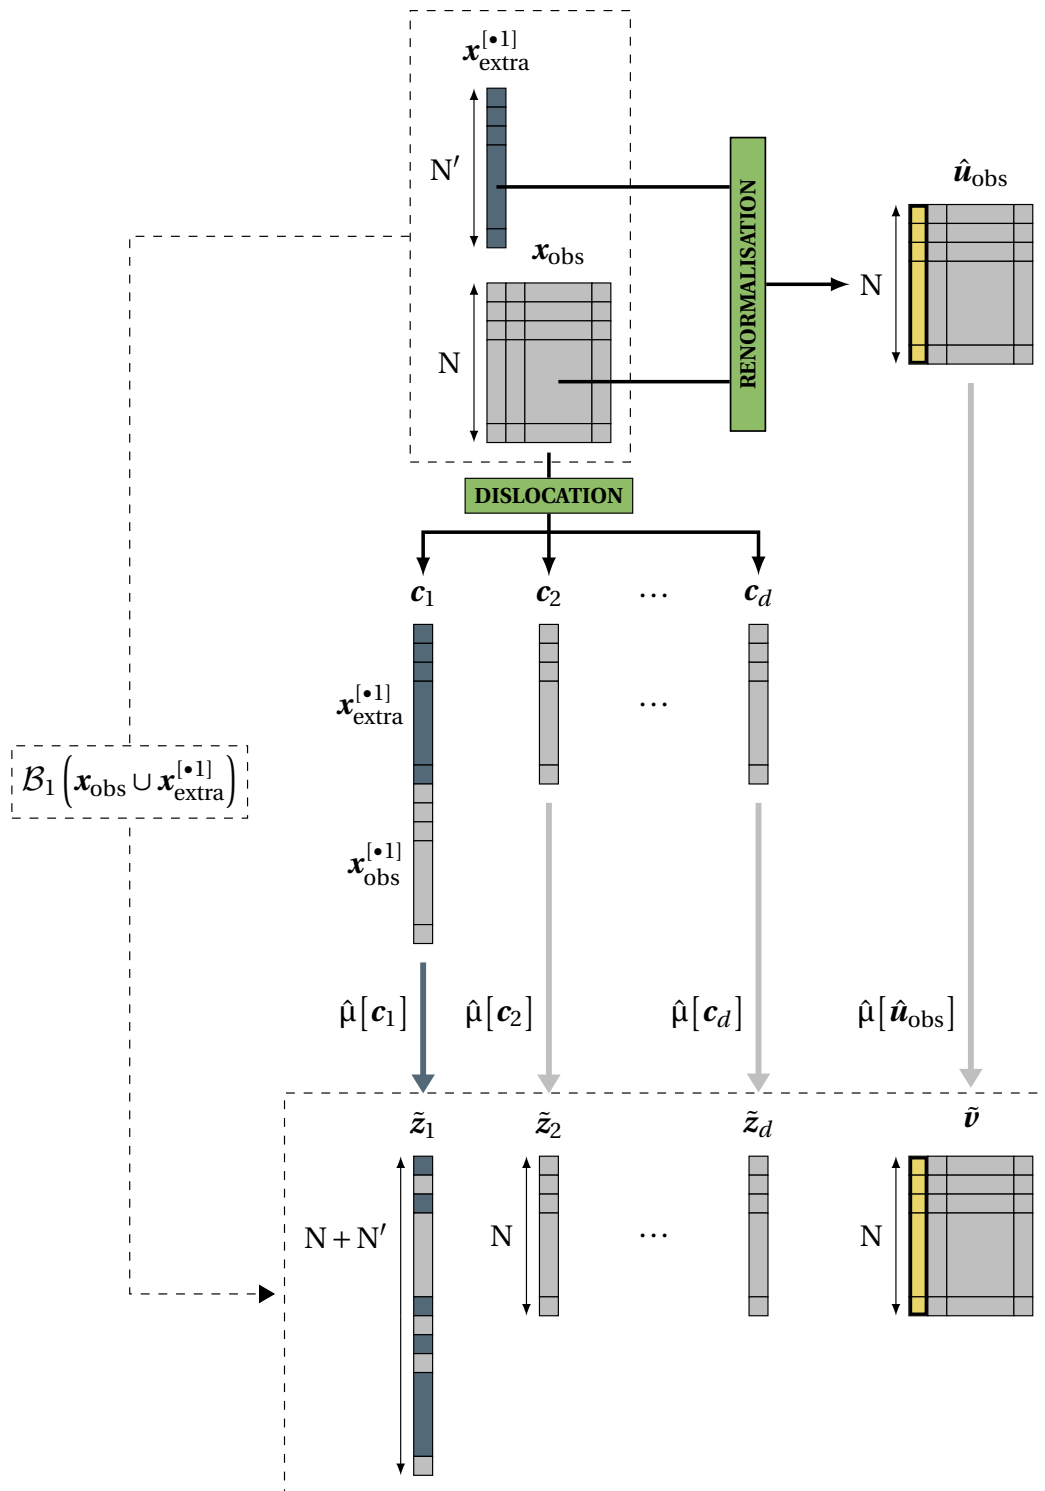 x_extra^[•1]
N′
x_obs
N
RENORMALISATION
û_obs
N
DISLOCATION
c_1 c_2 ⋯ c_d
x_extra^[•1] ⋯
ℬ_1 (x_obs ∪ x_extra^[•1])
x_obs^[•1]
μ̂[c_1] μ̂[c_2] μ̂[c_d] μ̂[û_obs]
z̃_1 z̃_2 z̃_d ṽ
N + N′ N ⋯ N